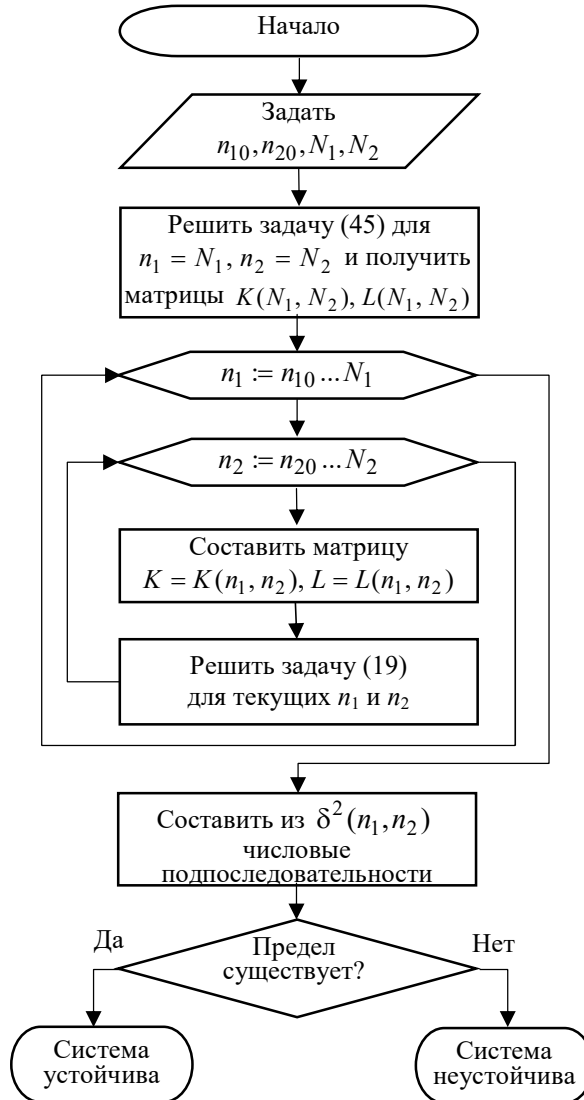 Начало
Задать
n₁₀, n₂₀, N₁, N₂
Решить задачу (45) для
n₁ = N₁, n₂ = N₂ и получить
матрицы K(N₁, N₂), L(N₁, N₂)
n₁ := n₁₀ ... N₁
n₂ := n₂₀ ... N₂
Составить матрицу
K = K(n₁, n₂), L = L(n₁, n₂)
Решить задачу (19)
для текущих n₁ и n₂
Составить из δ²(n₁, n₂)
числовые
подпоследовательности
Да
Предел
существует?
Нет
Система
устойчива
Система
неустойчива